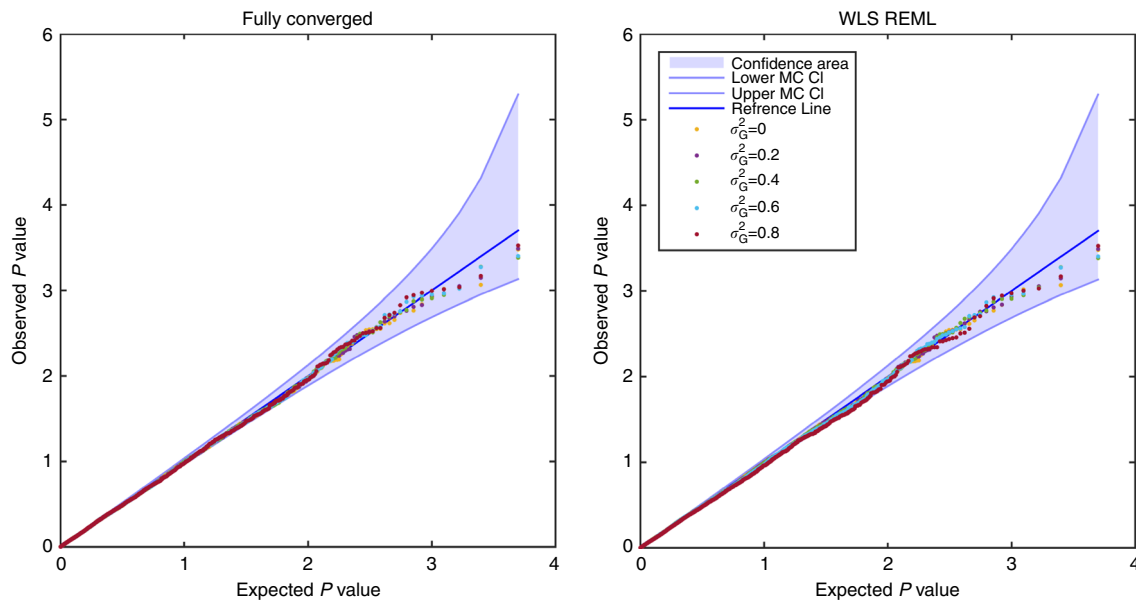 Fully converged
6
5
4
3
2
1
0
Observed P value
0 1 2 3 4
Expected P value
WLS REML
6
5
4
3
2
1
0
Observed P value
Confidence area
Lower MC CI
Upper MC CI
Refrence Line
σ²G=0
σ²G=0.2
σ²G=0.4
σ²G=0.6
σ²G=0.8
0 1 2 3 4
Expected P value